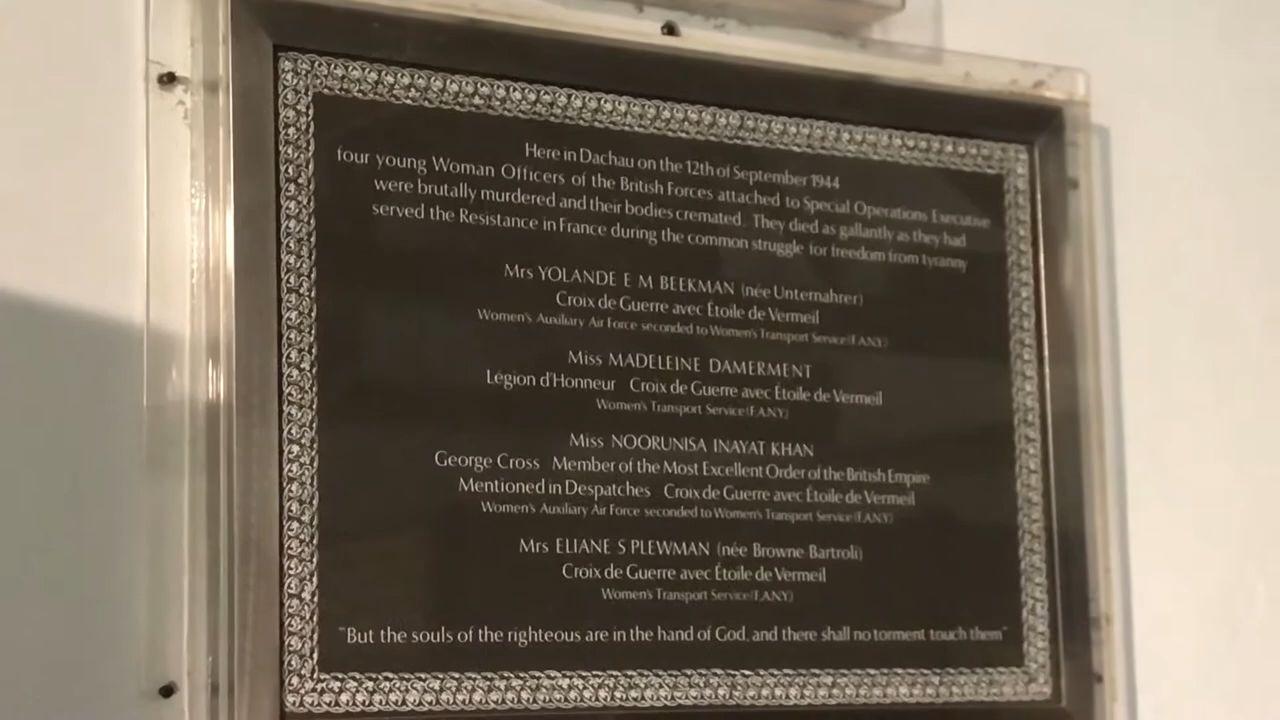 Here in Dachau on the 12th of September 1944
four young Woman Officers of the British Forces attached to Special Operations Executive
were brutally murdered and their bodies cremated. They died as gallantly as they had
served the Resistance in France during the common struggle for freedom from tyranny
Mrs YOLANDE E M BEEKMAN (née Unternahrer)
Croix de Guerre avec Étoile de Vermeil
Women's Auxiliary Air Force seconded to Women's Transport Service (F.A.N.Y.)
Miss MADELEINE DAMERMENT
Légion d'Honneur Croix de Guerre avec Étoile de Vermeil
Women's Transport Service (F.A.N.Y.)
Miss NOORUNISA INAYAT KHAN
George Cross Member of the Most Excellent Order of the British Empire
Mentioned in Despatches Croix de Guerre avec Étoile de Vermeil
Women's Auxiliary Air Force seconded to Women's Transport Service (F.A.N.Y.)
Mrs ELIANE S PLEWMAN (née Browne Bartroli)
Croix de Guerre avec Étoile de Vermeil
Women's Transport Service (F.A.N.Y.)
"But the souls of the righteous are in the hand of God, and there shall no torment touch them"